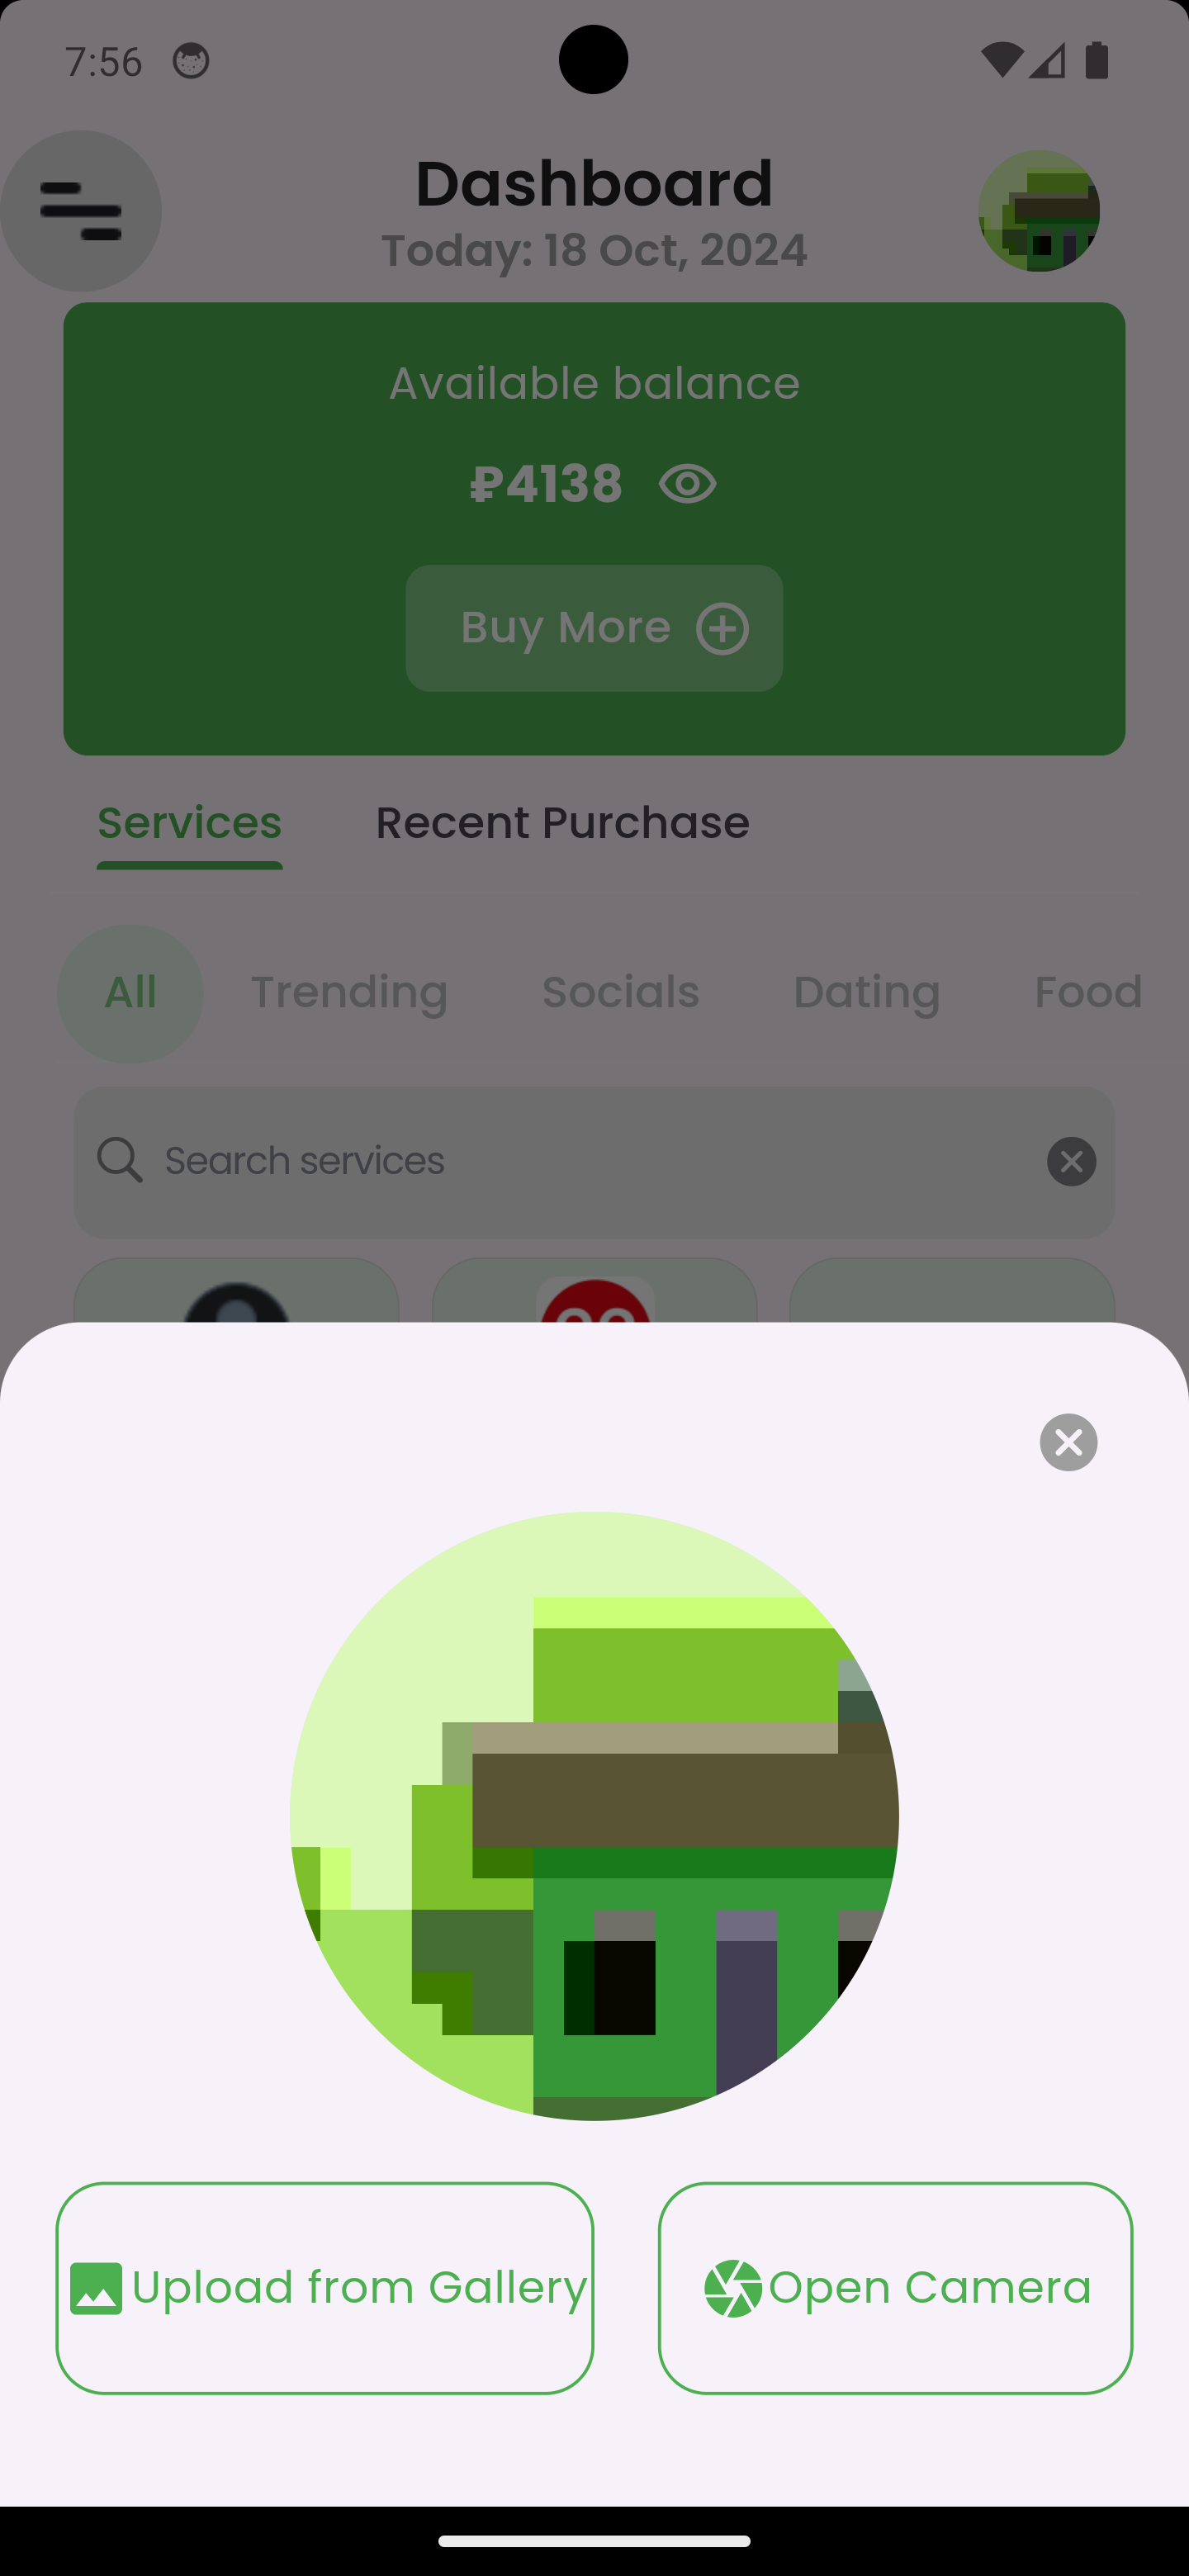 7:56
Dashboard
Today: 18 Oct, 2024
Available balance
₽4138
Buy More
Services Recent Purchase
All Trending Socials Dating Food
Search services
Upload from Gallery Open Camera